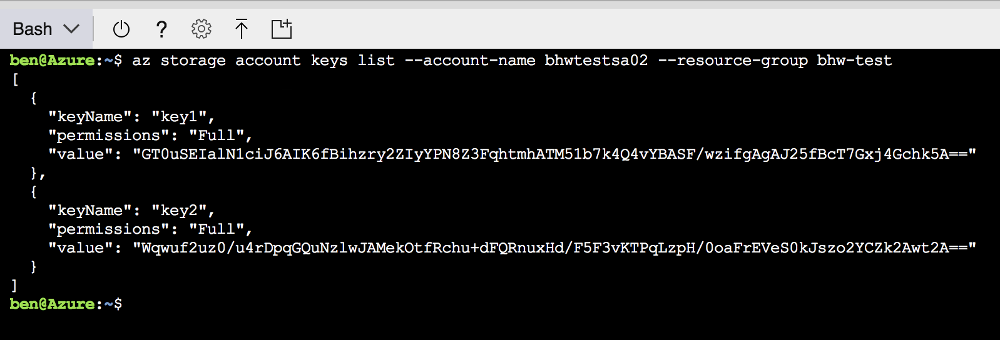 Bash
?
ben@Azure:~$ az storage account keys list --account-name bhwtestsa02 --resource-group bhw-test
[
  {
    "keyName": "key1",
    "permissions": "Full",
    "value": "GT0uSEIalN1ciJ6AIK6fBihzry2ZIyYPN8Z3FqhtmhATM51b7k4Q4vYBASF/wzifgAgAJ25fBcT7Gxj4Gchk5A=="
  },
  {
    "keyName": "key2",
    "permissions": "Full",
    "value": "Wqwuf2uz0/u4rDpqGQuNzlwJAMekOtfRchu+dFQRnuxHd/F5F3vKTPqLzpH/0oaFrEVeS0kJszo2YCZk2Awt2A=="
  }
]
ben@Azure:~$